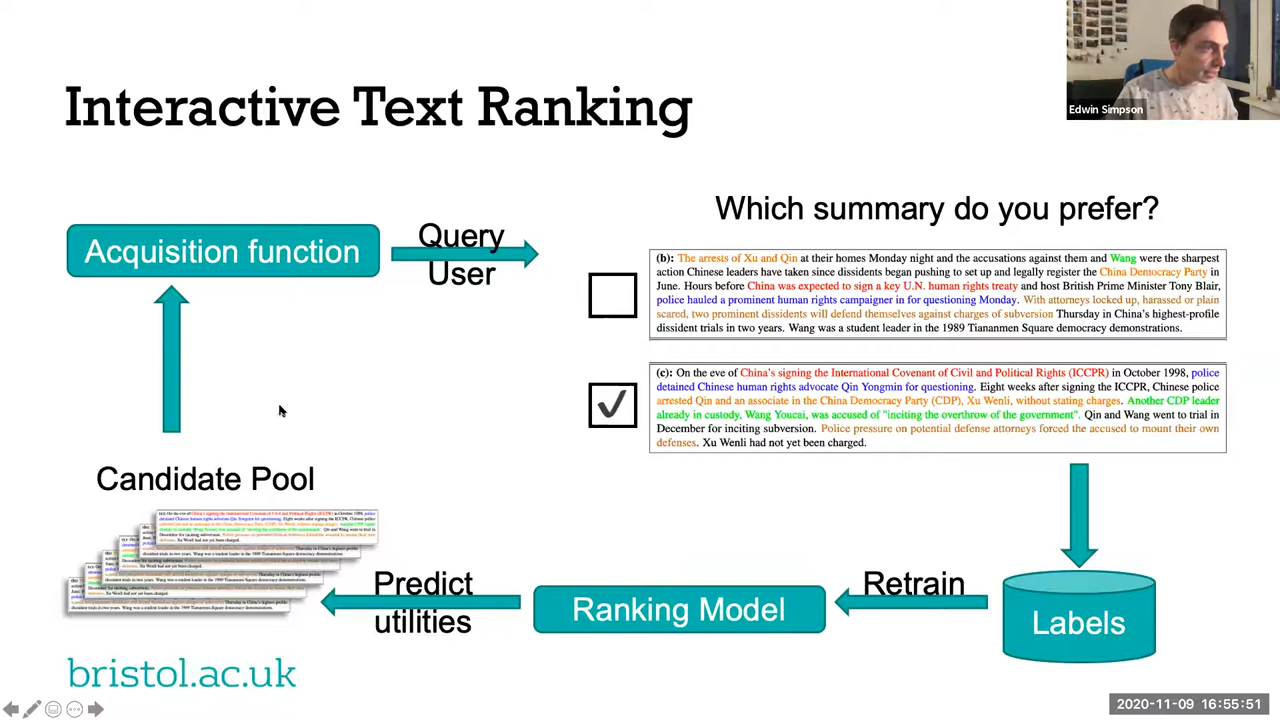 Edwin Simpson
Interactive Text Ranking
Which summary do you prefer?
Acquisition function
Query
User
(b): The arrests of Xu and Qin at their homes Monday night and the accusations against them and Wang were the sharpest
action Chinese leaders have taken since dissidents began pushing to set up and legally register the China Democracy Party in
June. Hours before China was expected to sign a key U.N. human rights treaty and host British Prime Minister Tony Blair,
police hauled a prominent human rights campaigner in for questioning Monday. With attorneys locked up, harassed or plain
scared, two prominent dissidents will defend themselves against charges of subversion Thursday in China's highest-profile
dissident trials in two years. Wang was a student leader in the 1989 Tiananmen Square democracy demonstrations.
(c): On the eve of China's signing the International Covenant of Civil and Political Rights (ICCPR) in October 1998, police
detained Chinese human rights advocate Qin Yongmin for questioning. Eight weeks after signing the ICCPR, Chinese police
arrested Qin and an associate in the China Democracy Party (CDP), Xu Wenli, without stating charges. Another CDP leader
already in custody, Wang Youcai, was accused of "inciting the overthrow of the government". Qin and Wang went to trial in
December for inciting subversion. Police pressure on potential defense attorneys forced the accused to mount their own
defenses. Xu Wenli had not yet been charged.
Candidate Pool
Predict
utilities
Ranking Model
Retrain
Labels
bristol.ac.uk
2020-11-09 16:55:51